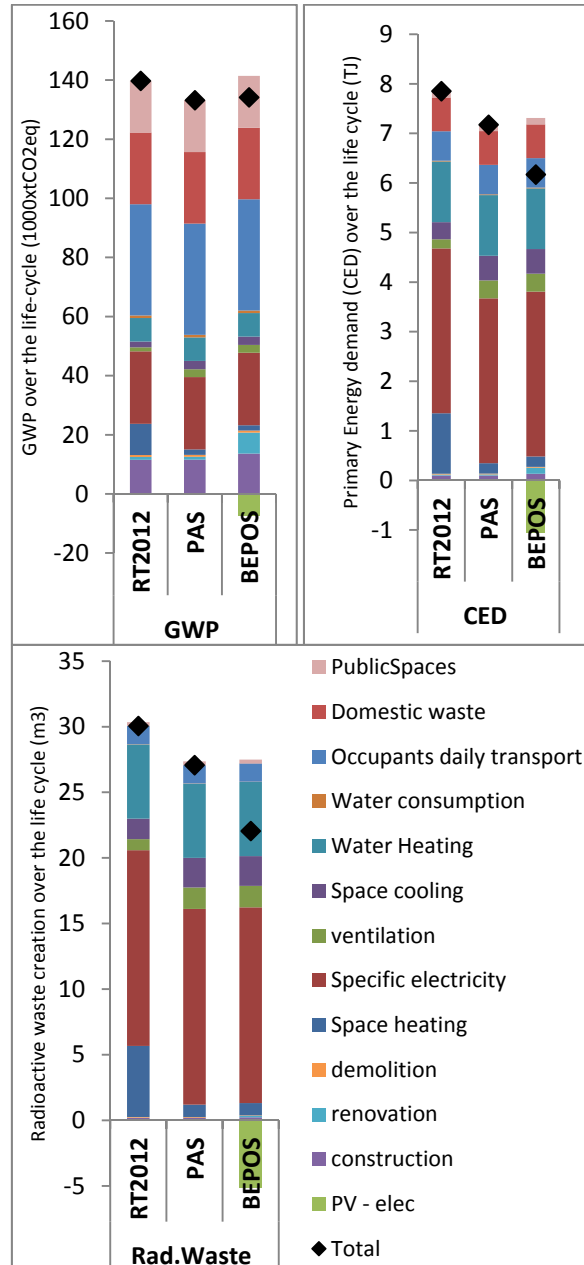 GWP over the life-cycle (1000xtCO2eq)
160
140
120
100
80
60
40
20
0
-20
RT2012
PAS
BEPOS
GWP
Primary Energy demand (CED) over the life cycle (TJ)
9
8
7
6
5
4
3
2
1
0
-1
RT2012
PAS
BEPOS
CED
Radioactive waste creation over the life cycle (m3)
35
30
25
20
15
10
5
0
-5
RT2012
PAS
BEPOS
Rad.Waste
PublicSpaces
Domestic waste
Occupants daily transport
Water consumption
Water Heating
Space cooling
ventilation
Specific electricity
Space heating
demolition
renovation
construction
PV - elec
Total